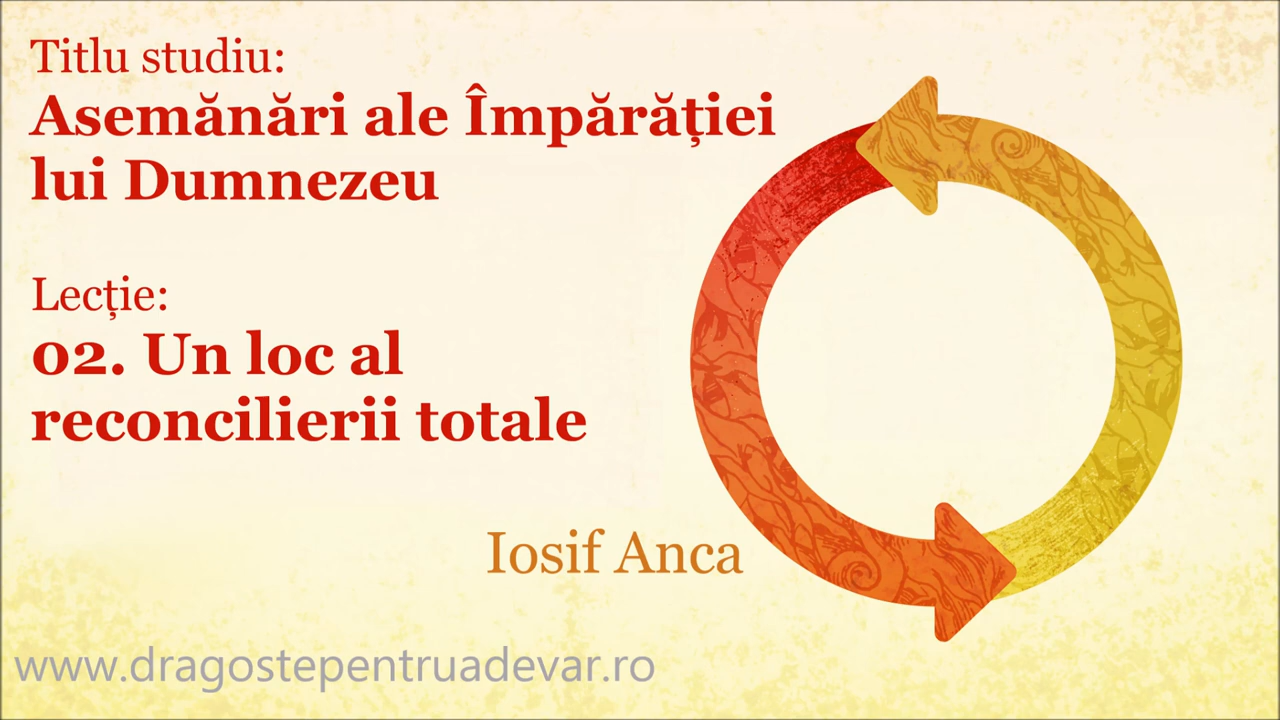 Titlu studiu:
Asemănări ale Împărăției
lui Dumnezeu
Lecție:
02. Un loc al
reconcilierii totale
Iosif Anca
www.dragostepentruadevar.ro